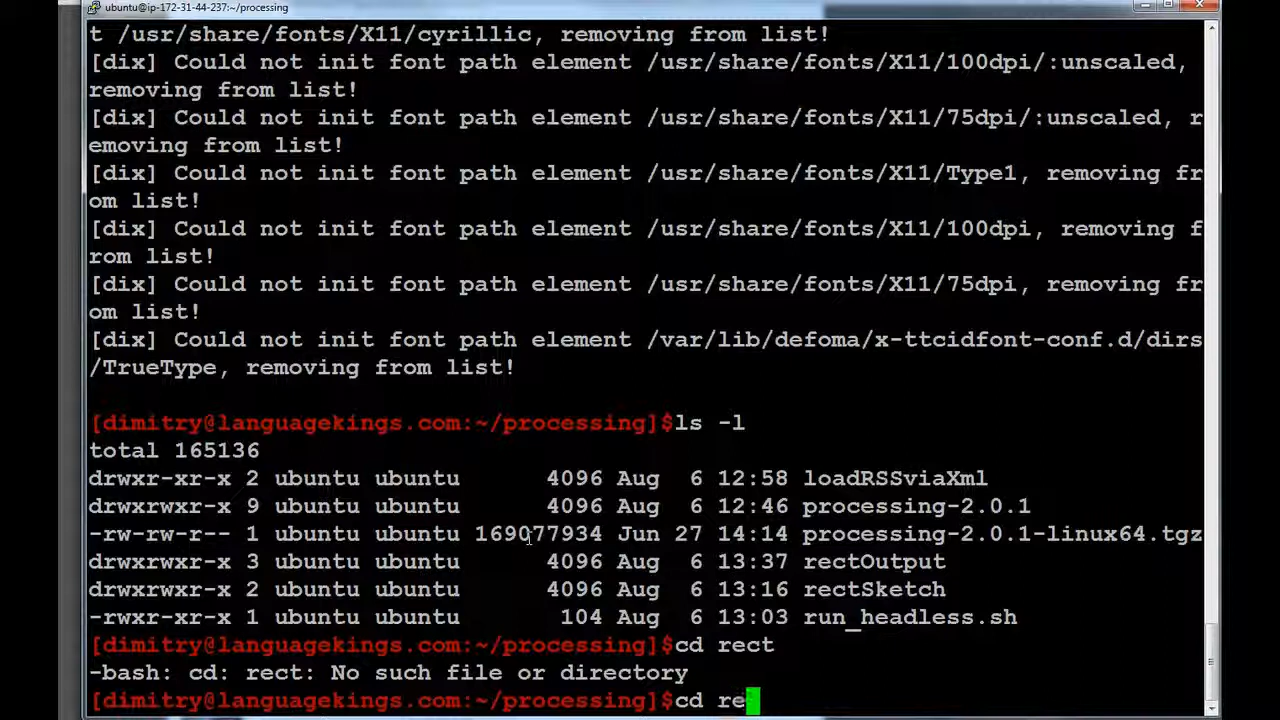 ubuntu@ip-172-31-44-237:~/processing
t /usr/share/fonts/X11/cyrillic, removing from list!
[dix] Could not init font path element /usr/share/fonts/X11/100dpi/:unscaled,
removing from list!
[dix] Could not init font path element /usr/share/fonts/X11/75dpi/:unscaled, r
emoving from list!
[dix] Could not init font path element /usr/share/fonts/X11/Type1, removing fr
om list!
[dix] Could not init font path element /usr/share/fonts/X11/100dpi, removing f
rom list!
[dix] Could not init font path element /usr/share/fonts/X11/75dpi, removing fr
om list!
[dix] Could not init font path element /var/lib/defoma/x-ttcidfont-conf.d/dirs
/TrueType, removing from list!
[dimitry@languagekings.com:~/processing]$ls -l
total 165136
drwxr-xr-x 2 ubuntu ubuntu      4096 Aug  6 12:58 loadRSSviaXml
drwxrwxr-x 9 ubuntu ubuntu      4096 Aug  6 12:46 processing-2.0.1
-rw-rw-r-- 1 ubuntu ubuntu 169077934 Jun 27 14:14 processing-2.0.1-linux64.tgz
drwxr-xr-x 3 ubuntu ubuntu      4096 Aug  6 13:37 rectOutput
drwxr-xr-x 2 ubuntu ubuntu      4096 Aug  6 13:16 rectSketch
-rwxrwxr-x 1 ubuntu ubuntu       104 Aug  6 13:03 run_headless.sh
[dimitry@languagekings.com:~/processing]$cd rect
-bash: cd: rect: No such file or directory
[dimitry@languagekings.com:~/processing]$cd re